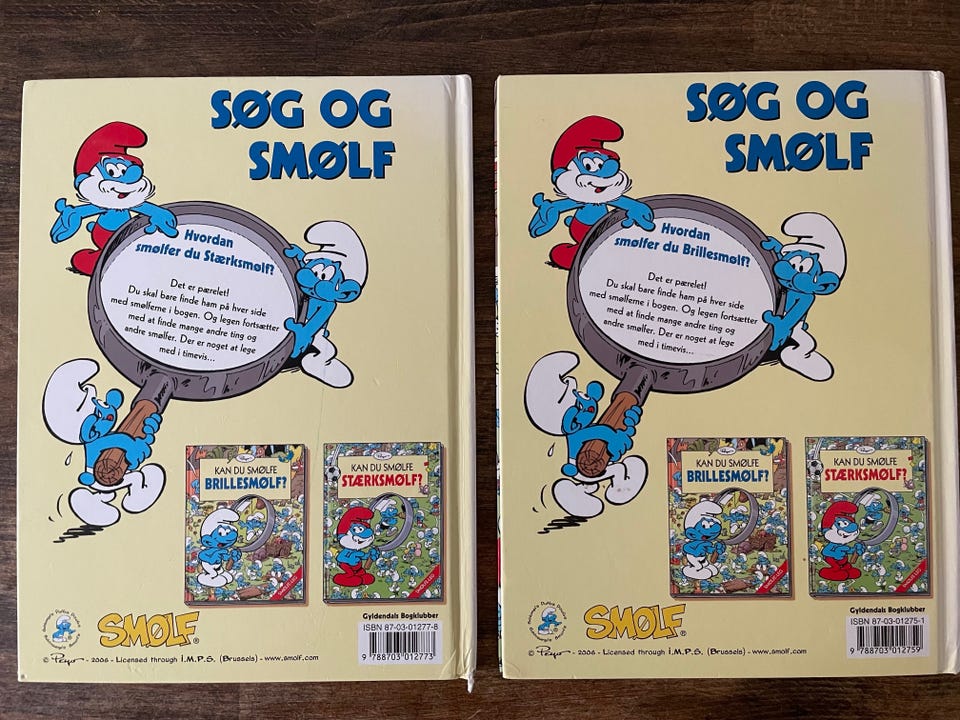 SØG OG
SMØLF
Hvordan
smølfer du Stærksmølf?
Det er pærelet!
Du skal bare finde ham på hver side
med smølferne i bogen. Og legen fortsætter
med at finde mange andre ting og
andre smølfer. Der er noget at lege
med i timevis...
KAN DU SMØLFE
BRILLESMØLF?
KAN DU SMØLFE
STÆRKSMØLF?
SMØLF®
Gyldendals Bogklubber
ISBN 87-03-01277-8
9 788703 012773
© Peyo - 2006 - Licensed through I.M.P.S. (Brussels) - www.smolf.com
SØG OG
SMØLF
Hvordan
smølfer du Brillesmølf?
Det er pærelet!
Du skal bare finde ham på hver side
med smølferne i bogen. Og legen fortsætter
med at finde mange andre ting og
andre smølfer. Der er noget at lege
med i timevis...
KAN DU SMØLFE
BRILLESMØLF?
KAN DU SMØLFE
STÆRKSMØLF?
SMØLF®
Gyldendals Bogklubber
ISBN 87-03-01275-1
9 788703 012759
© Peyo - 2006 - Licensed through I.M.P.S. (Brussels) - www.smolf.com